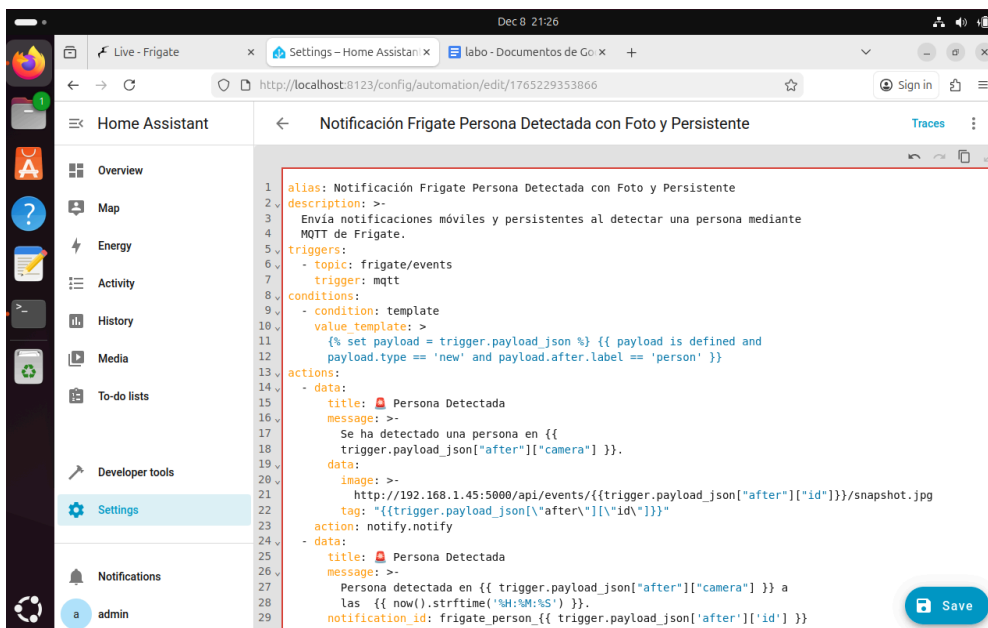 Dec 8 21:26
Live - Frigate
Settings – Home Assistan
labo - Documentos de Go
http://localhost:8123/config/automation/edit/1765229353866
Sign in
1
Home Assistant
Notificación Frigate Persona Detectada con Foto y Persistente
Traces
Overview
Map
Energy
Activity
History
Media
To-do lists
Developer tools
Settings
Notifications
a admin
1 alias: Notificación Frigate Persona Detectada con Foto y Persistente
2 description: >-
3 Envía notificaciones móviles y persistentes al detectar una persona mediante
4 MQTT de Frigate.
5 triggers:
6 - topic: frigate/events
7 trigger: mqtt
8 conditions:
9 - condition: template
10 value_template: >
11 {% set payload = trigger.payload_json %} {{ payload is defined and
12 payload.type == 'new' and payload.after.label == 'person' }}
13 actions:
14 - data:
15 title: 🚨 Persona Detectada
16 message: >-
17 Se ha detectado una persona en {{
18 trigger.payload_json["after"]["camera"] }}.
19 data:
20 image: >-
21 http://192.168.1.45:5000/api/events/{{trigger.payload_json["after"]["id"]}}/snapshot.jpg
22 tag: "{{trigger.payload_json[\"after\"][\"id\"]}}"
23 action: notify.notify
24 - data:
25 title: 🚨 Persona Detectada
26 message: >-
27 Persona detectada en {{ trigger.payload_json["after"]["camera"] }} a
28 las {{ now().strftime('%H:%M:%S') }}.
29 notification_id: frigate_person_{{ trigger.payload_json['after']['id'] }}
Save